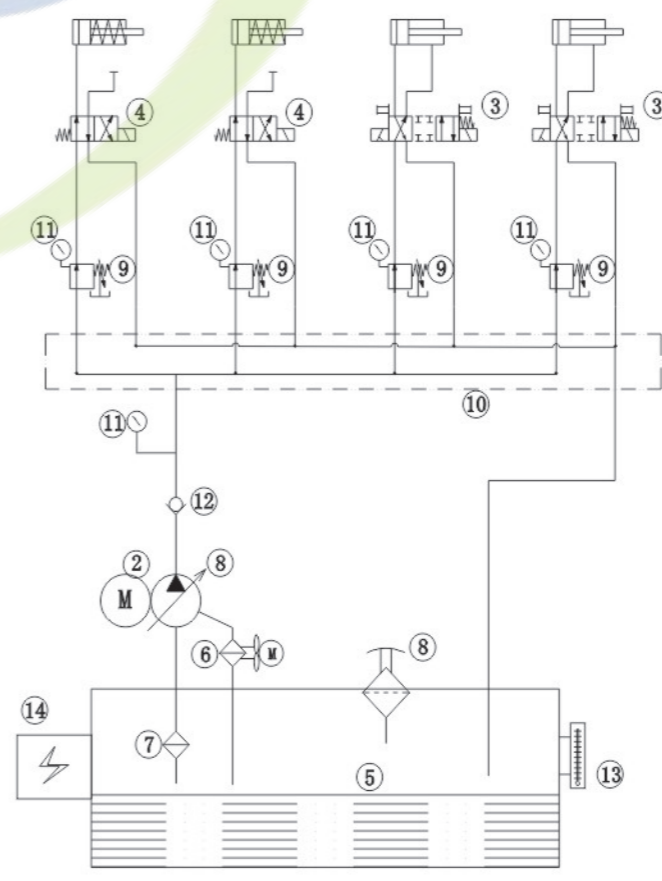 ④ ④ ③ ③
⑪ ⑪ ⑪ ⑪
⑨ ⑨ ⑨ ⑨
⑩
⑪
⑫
② ⑧
M
⑥ M ⑧
⑭
⑦
⑤ ⑬